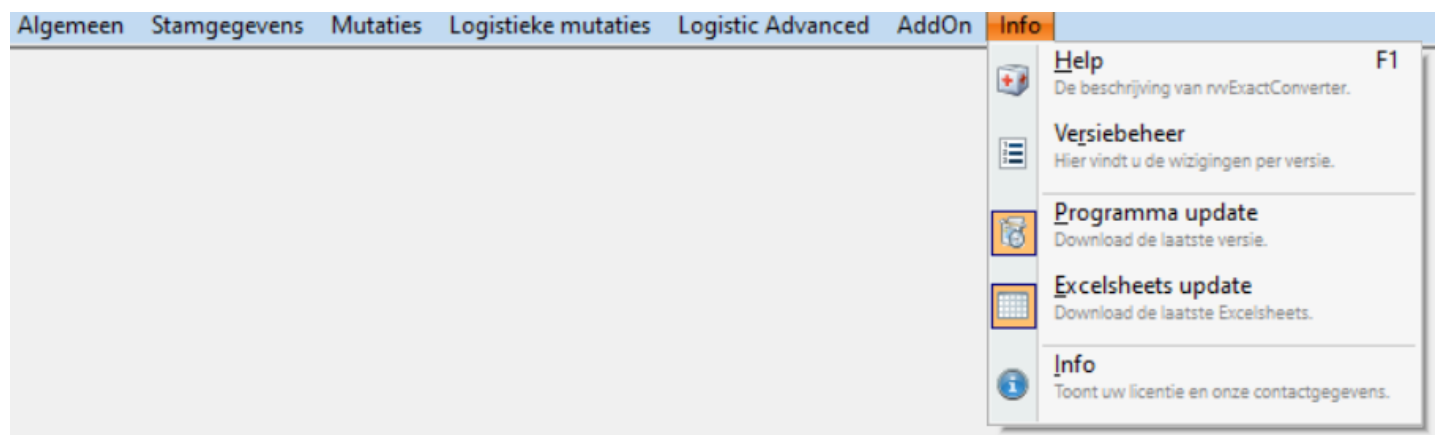 Algemeen Stamgegevens Mutaties Logistieke mutaties Logistic Advanced AddOn Info
Help F1
De beschrijving van rvvExactConverter.
Versiebeheer
Hier vindt u de wizigingen per versie.
Programma update
Download de laatste versie.
Excelsheets update
Download de laatste Excelsheets.
Info
Toont uw licentie en onze contactgegevens.